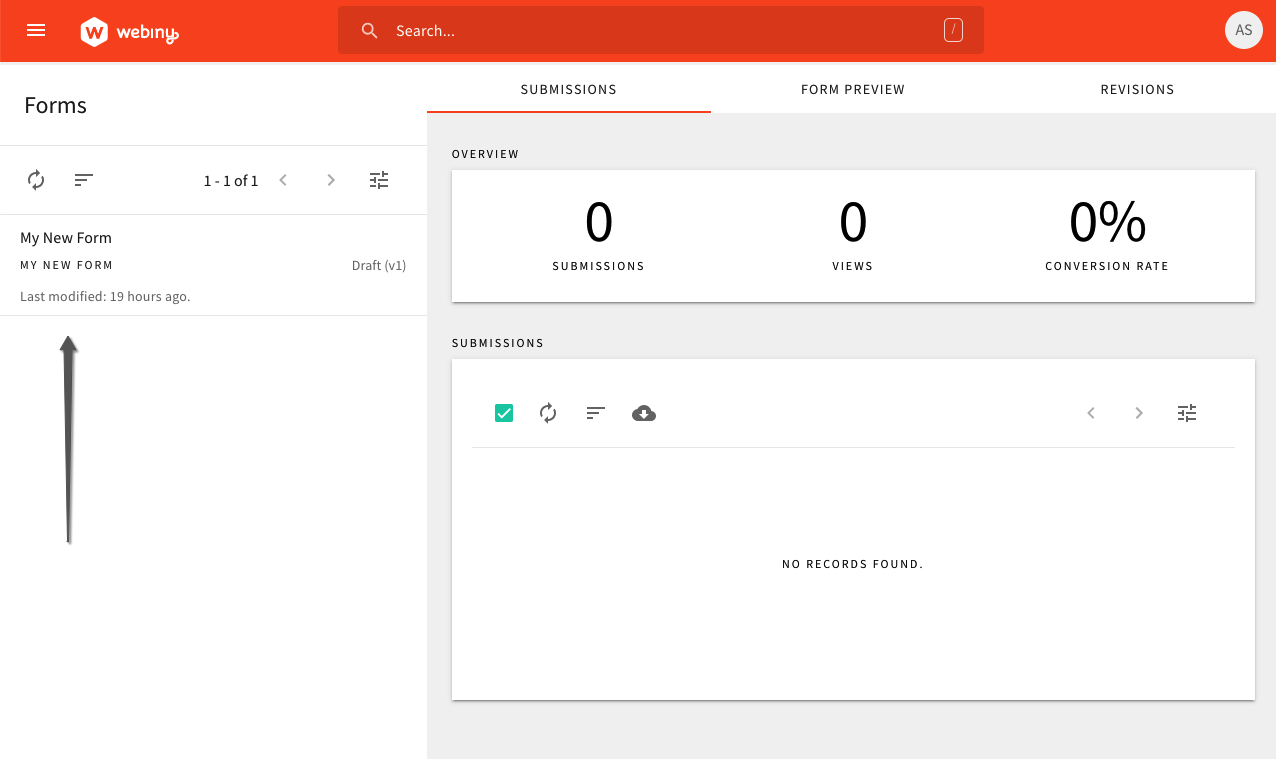 webiny
Search...
/
AS
Forms
SUBMISSIONS
FORM PREVIEW
REVISIONS
1 - 1 of 1
My New Form
MY NEW FORM
Draft (v1)
Last modified: 19 hours ago.
OVERVIEW
0
SUBMISSIONS
0
VIEWS
0%
CONVERSION RATE
SUBMISSIONS
NO RECORDS FOUND.